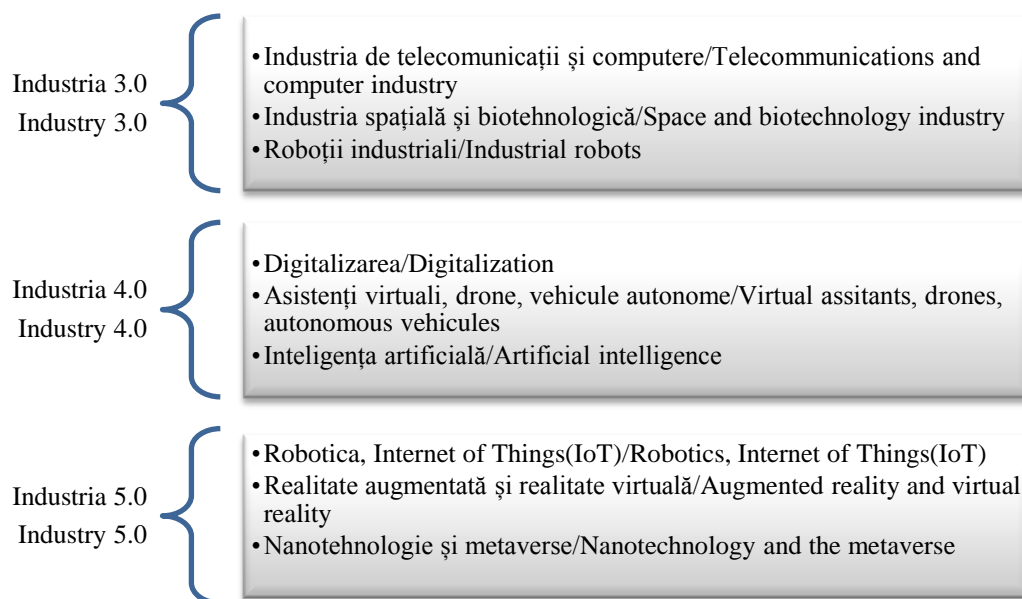 Industria 3.0
Industry 3.0
•Industria de telecomunicații și computere/Telecommunications and
computer industry
•Industria spațială și biotehnologică/Space and biotechnology industry
•Roboții industriali/Industrial robots
Industria 4.0
Industry 4.0
•Digitalizarea/Digitalization
•Asistenți virtuali, drone, vehicule autonome/Virtual assitants, drones,
autonomous vehicules
•Inteligența artificială/Artificial intelligence
Industria 5.0
Industry 5.0
•Robotica, Internet of Things(IoT)/Robotics, Internet of Things(IoT)
•Realitate augmentată și realitate virtuală/Augmented reality and virtual
reality
•Nanotehnologie și metaverse/Nanotechnology and the metaverse